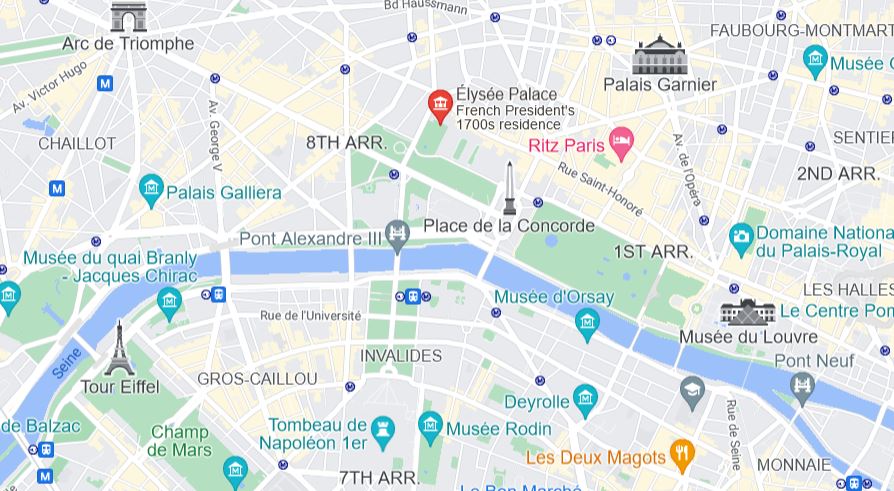 Bd Haussmann
Arc de Triomphe
FAUBOURG-MONTMART
Musée G
Palais Garnier
Av. Victor Hugo
Av. George V
Élysée Palace
French President's
1700s residence
CHAILLOT
8TH ARR.
Ritz Paris
Av. de l'Opéra
SENTIER
2ND ARR.
Rue Saint-Honoré
Palais Galliera
Place de la Concorde
Pont Alexandre III
Domaine Nationa
du Palais-Royal
1ST ARR.
Musée du quai Branly
- Jacques Chirac
LES HALLES
Musée d'Orsay
Le Centre Pom
Rue de l'Université
Musée du Louvre
INVALIDES
Pont Neuf
Seine
Tour Eiffel
GROS-CAILLOU
Deyrolle
Rue de Seine
de Balzac
Champ
de Mars
Tombeau de
Napoléon 1er
Musée Rodin
Les Deux Magots
MONNAIE
7TH ARR.
Le Bon Marché
M
M
M